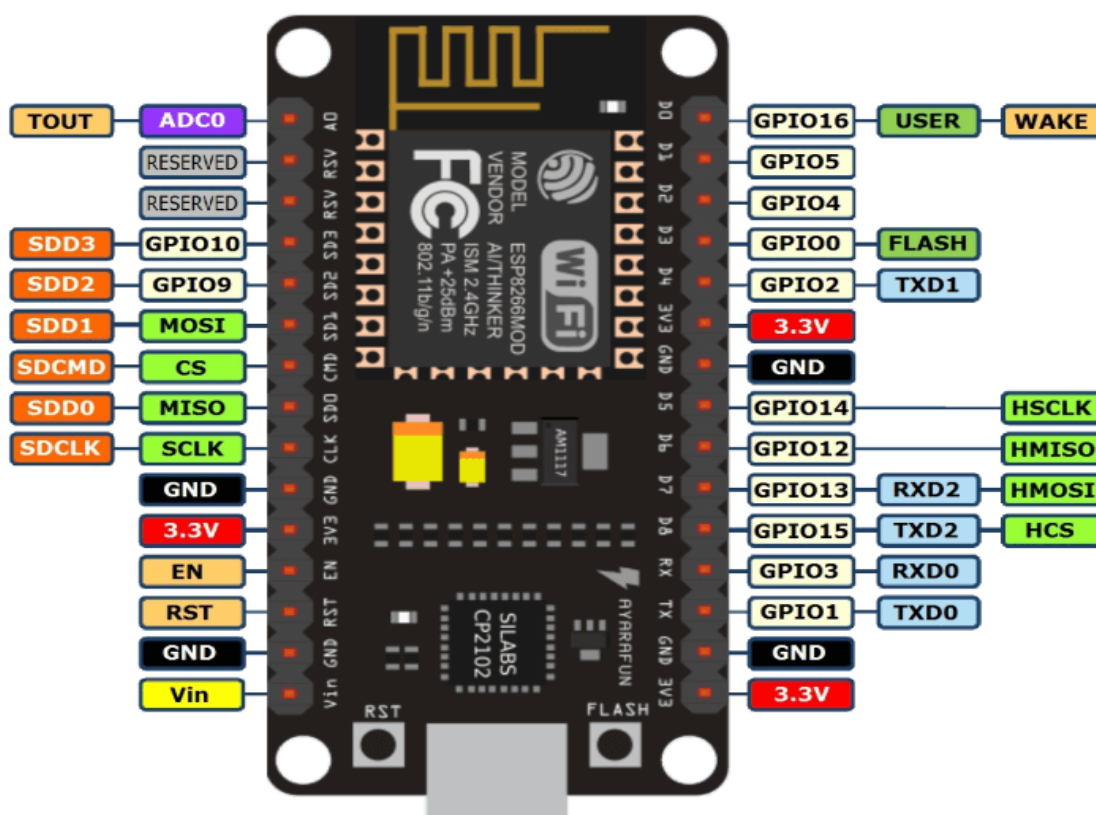 TOUT ADC0
RESERVED
RESERVED
SDD3 GPIO10
SDD2 GPIO9
SDD1 MOSI
SDCMD CS
SDD0 MISO
SDCLK SCLK
GND
3.3V
EN
RST
GND
Vin
A0
RSV
RSV
SD3
SD2
SD1
CMD
SD0
CLK
GND
3V3
EN
RST
GND
Vin
FC
MODEL
VENDOR
ESP8266MOD
AI/THINKER
ISM 2.4GHz
PA +25dBm
802.11b/g/n
WiFi
AM1117
SILABS
CP2102
AYARAFUN
RST
FLASH
D0
D1
D2
D3
D4
3V3
GND
D5
D6
D7
D8
RX
TX
GND
3V3
GPIO16 USER WAKE
GPIO5
GPIO4
GPIO0 FLASH
GPIO2 TXD1
3.3V
GND
GPIO14 HSCLK
GPIO12 HMISO
GPIO13 RXD2 HMOSI
GPIO15 TXD2 HCS
GPIO3 RXD0
GPIO1 TXD0
GND
3.3V